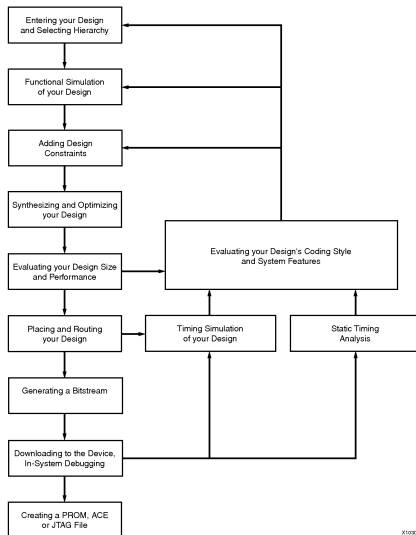 Entering your Design
and Selecting Hierarchy
Functional Simulation
of your Design
Adding Design
Constraints
Synthesizing and Optimizing
your Design
Evaluating your Design's Coding Style
and System Features
Evaluating your Design Size
and Performance
Placing and Routing
your Design
Timing Simulation
of your Design
Static Timing
Analysis
Generating a Bitstream
Downloading to the Device,
In-System Debugging
Creating a PROM, ACE
or JTAG File